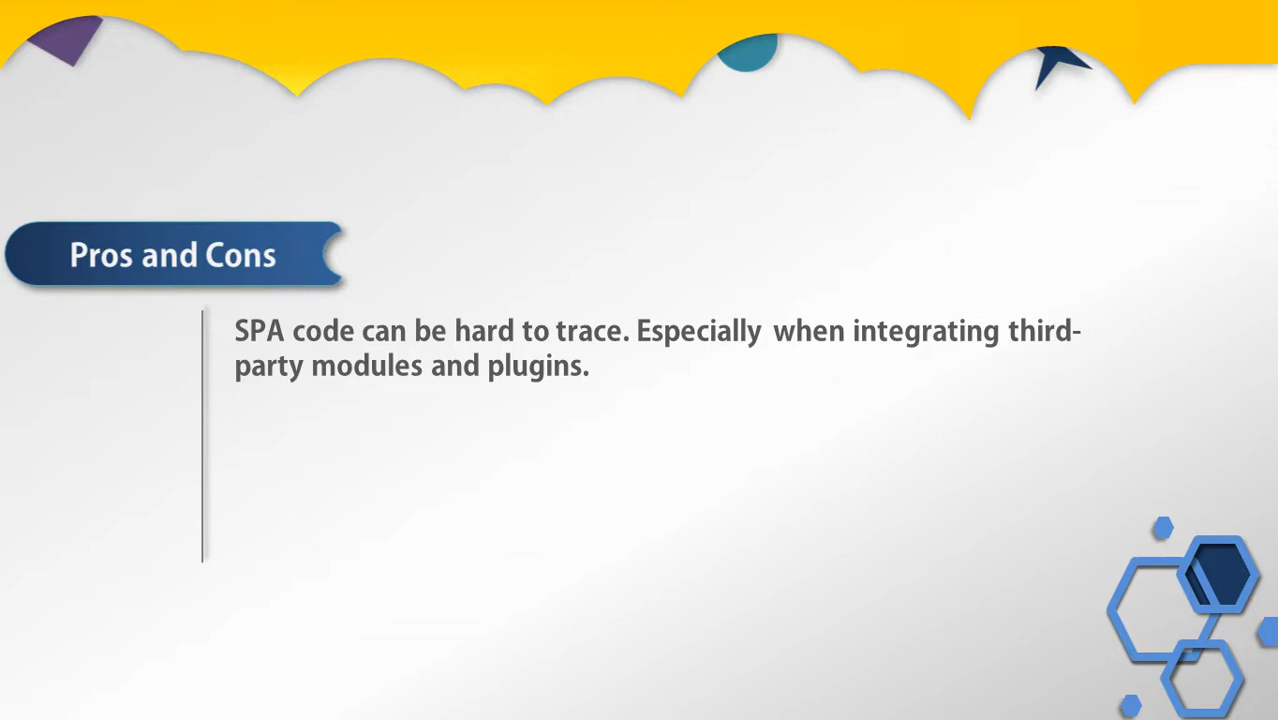 Pros and Cons
SPA code can be hard to trace. Especially when integrating third-
party modules and plugins.